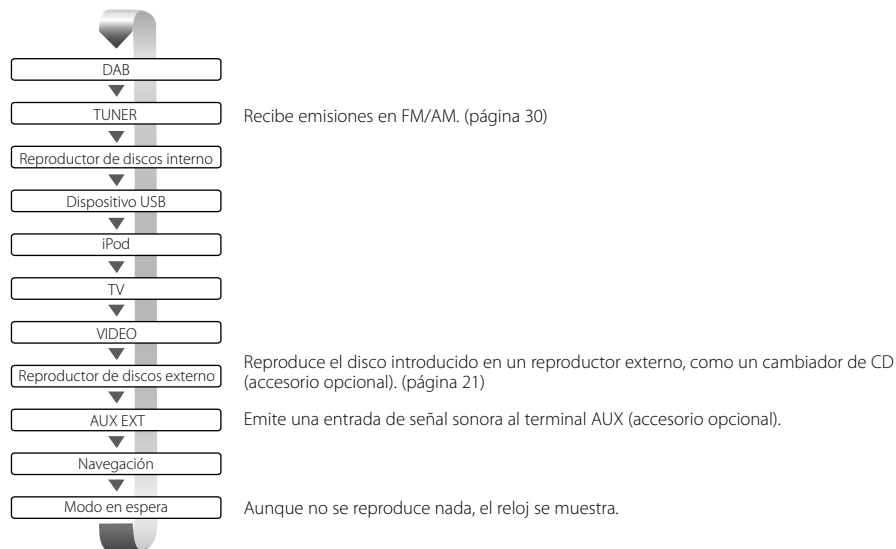 DAB
TUNER
Recibe emisiones en FM/AM. (página 30)
Reproductor de discos interno
Dispositivo USB
iPod
TV
VIDEO
Reproductor de discos externo
Reproduce el disco introducido en un reproductor externo, como un cambiador de CD
(accesorio opcional). (página 21)
AUX EXT
Emite una entrada de señal sonora al terminal AUX (accesorio opcional).
Navegación
Modo en espera
Aunque no se reproduce nada, el reloj se muestra.